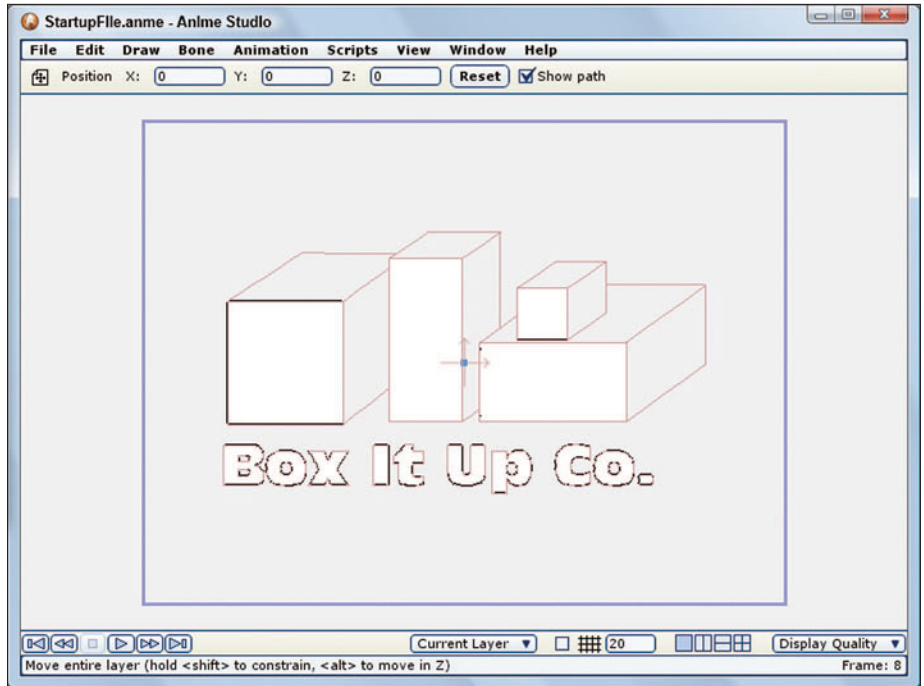 StartupFIle.anme - AnIme StudIo
File Edit Draw Bone Animation Scripts View Window Help
Position X: 0 Y: 0 Z: 0 Reset Show path
Box It Up Co.
Current Layer 20 Display Quality
Move entire layer (hold <shift> to constrain, <alt> to move in Z) Frame: 8